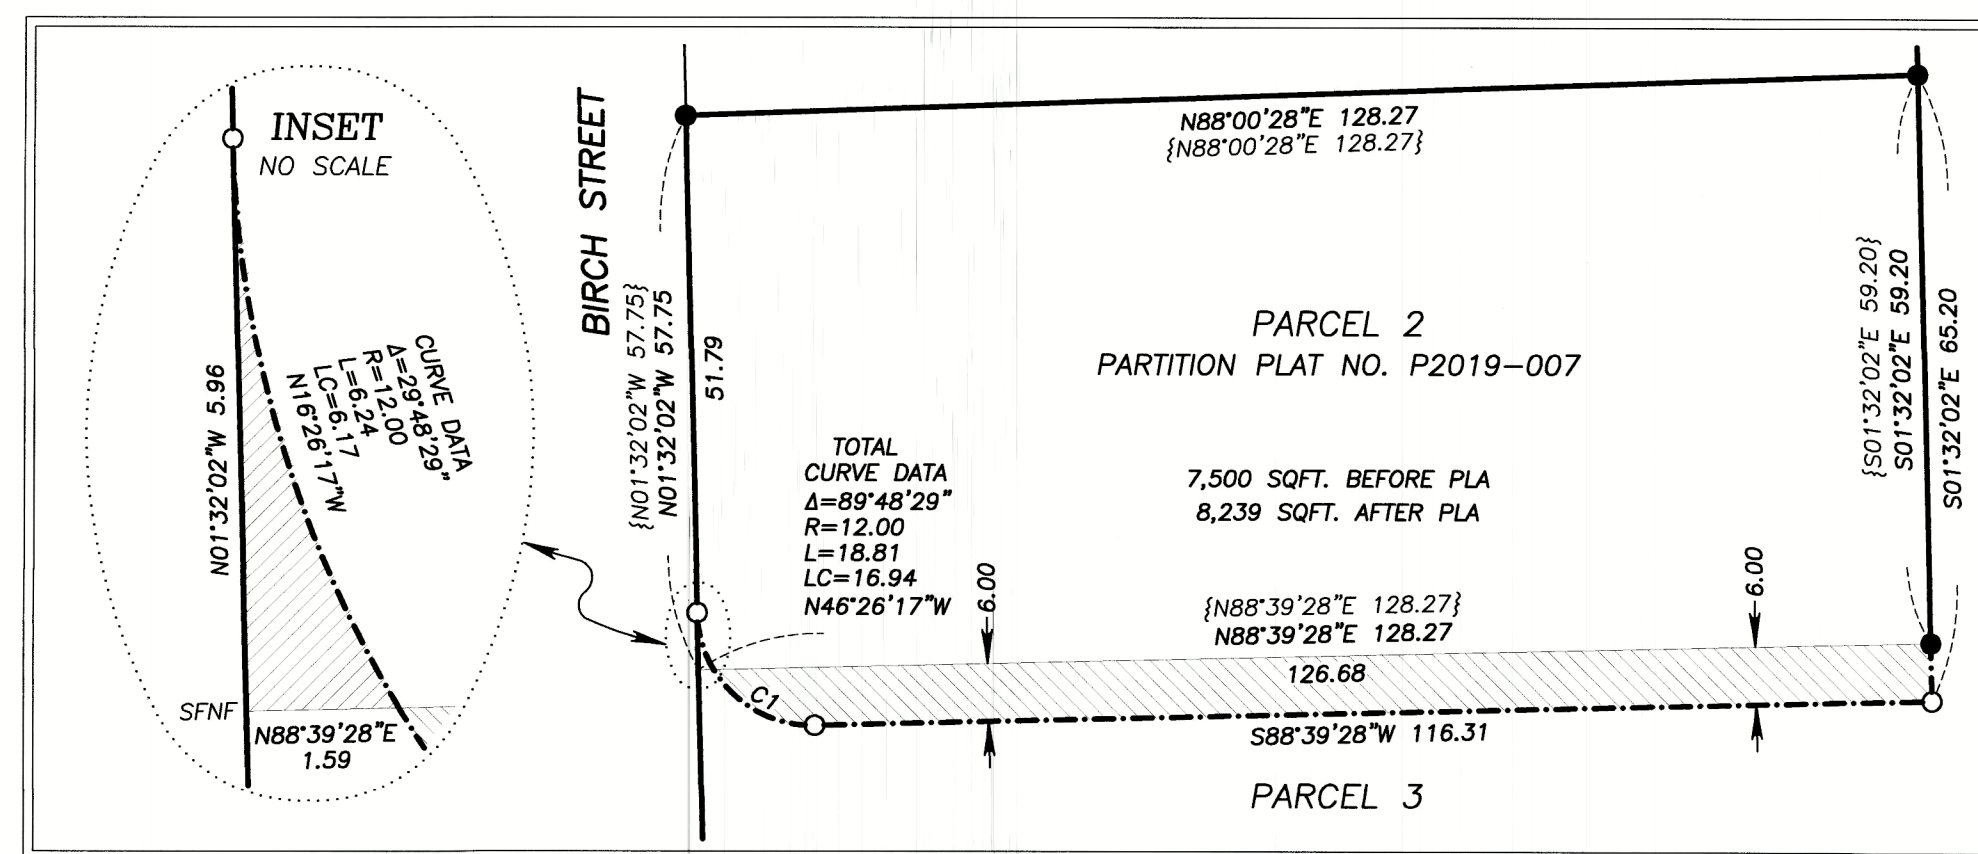 INSET
NO SCALE
N01°32'02"W 5.96
CURVE DATA
Δ=29°48'29"
R=12.00
L=6.24
LC=6.17
N16°26'17"W
SFNF
N88°39'28"E
1.59
BIRCH STREET
{N01°32'02"W 57.75}
N01°32'02"W 57.75
51.79
N88°00'28"E 128.27
{N88°00'28"E 128.27}
PARCEL 2
PARTITION PLAT NO. P2019-007
7,500 SQFT. BEFORE PLA
8,239 SQFT. AFTER PLA
TOTAL
CURVE DATA
Δ=89°48'29"
R=12.00
L=18.81
LC=16.94
N46°26'17"W
6.00
{N88°39'28"E 128.27}
N88°39'28"E 128.27
126.68
6.00
{S01°32'02"E 59.20}
S01°32'02"E 59.20
S01°32'02"E 65.20
C1
S88°39'28"W 116.31
PARCEL 3